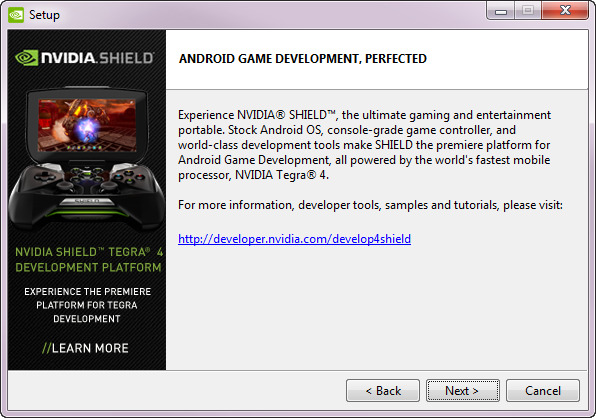 Setup
NVIDIA.SHIELD
ANDROID GAME DEVELOPMENT, PERFECTED
Experience NVIDIA® SHIELD™, the ultimate gaming and entertainment
portable. Stock Android OS, console-grade game controller, and
world-class development tools make SHIELD the premiere platform for
Android Game Development, all powered by the world's fastest mobile
processor, NVIDIA Tegra® 4.
For more information, developer tools, samples and tutorials, please visit:
http://developer.nvidia.com/develop4shield
SHIELD
NVIDIA SHIELD™ TEGRA® 4
DEVELOPMENT PLATFORM
EXPERIENCE THE PREMIERE
PLATFORM FOR TEGRA
DEVELOPMENT
//LEARN MORE
< Back
Next >
Cancel